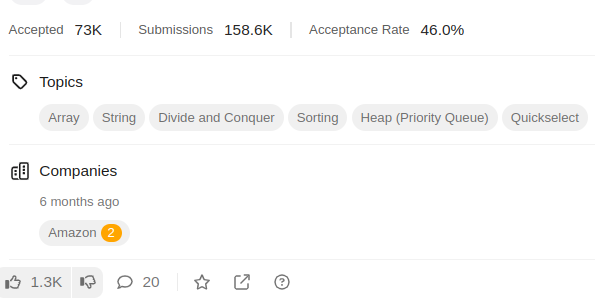 Accepted 73K Submissions 158.6K Acceptance Rate 46.0%
Topics
Array String Divide and Conquer Sorting Heap (Priority Queue) Quickselect
Companies
6 months ago
Amazon 2
1.3K 20